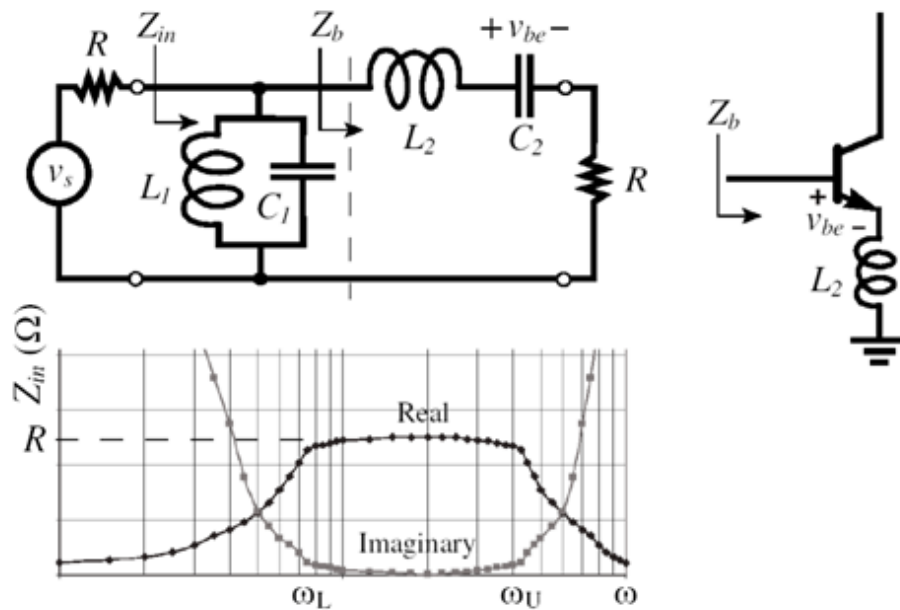 Z_in
Z_b
+ v_be −
R
L_2
C_2
v_s
L_1
C_1
R
Z_b
+
v_be −
L_2
Z_in (Ω)
R
Real
Imaginary
ω_L
ω_U
ω